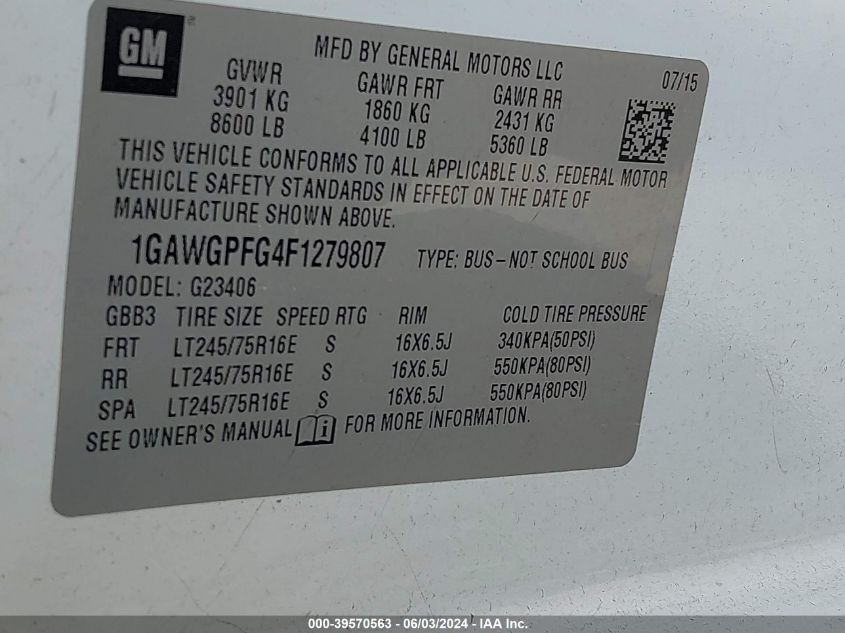 GM
MFD BY GENERAL MOTORS LLC
07/15
GVWR GAWR FRT GAWR RR
3901 KG 1860 KG 2431 KG
8600 LB 4100 LB 5360 LB
THIS VEHICLE CONFORMS TO ALL APPLICABLE U.S. FEDERAL MOTOR
VEHICLE SAFETY STANDARDS IN EFFECT ON THE DATE OF
MANUFACTURE SHOWN ABOVE.
1GAWGPFG4F1279807 TYPE: BUS–NOT SCHOOL BUS
MODEL: G23406
GBB3 TIRE SIZE SPEED RTG RIM COLD TIRE PRESSURE
FRT LT245/75R16E S 16X6.5J 340KPA(50PSI)
RR LT245/75R16E S 16X6.5J 550KPA(80PSI)
SPA LT245/75R16E S 16X6.5J 550KPA(80PSI)
SEE OWNER'S MANUAL i FOR MORE INFORMATION.
000-39570563 - 06/03/2024 - IAA Inc.